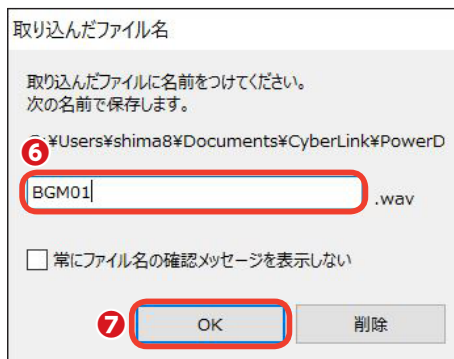 取り込んだファイル名
取り込んだファイルに名前をつけてください。
次の名前で保存します。
:¥Users¥shima8¥Documents¥CyberLink¥PowerD
6
BGM01
.wav
常にファイル名の確認メッセージを表示しない
7
OK
削除